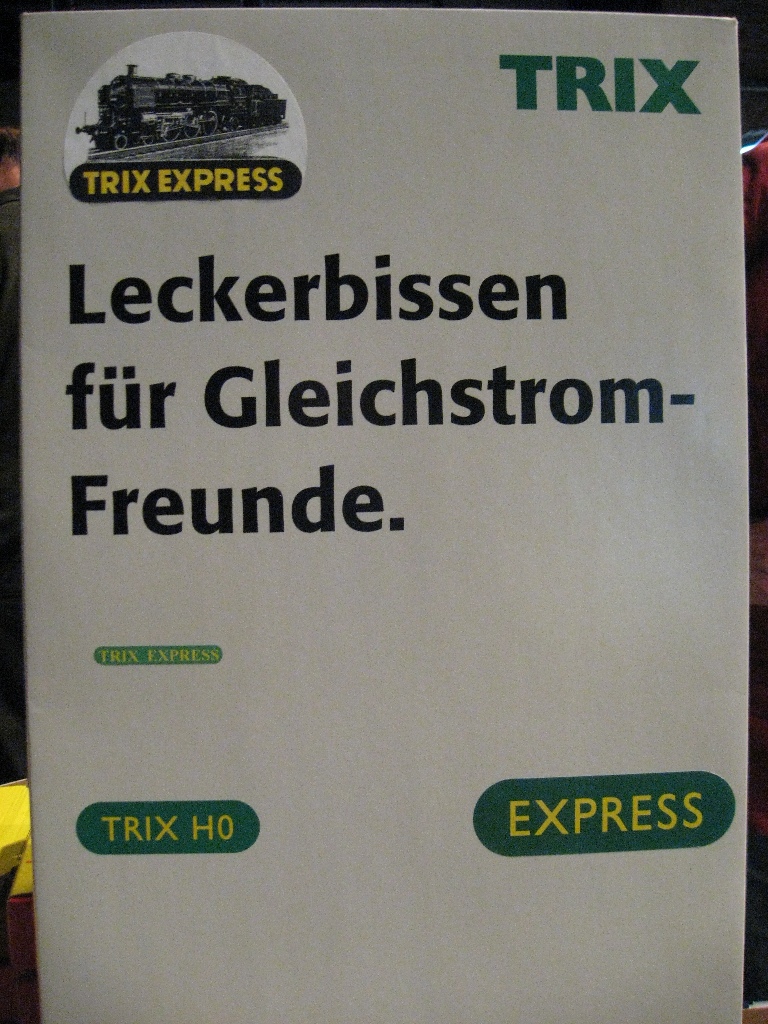 TRIX
TRIX EXPRESS
Leckerbissen
für Gleichstrom-
Freunde.
TRIX EXPRESS
TRIX H0
EXPRESS